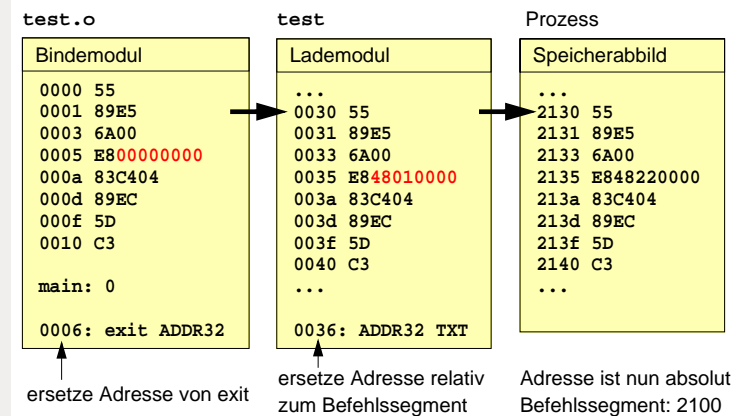 test.o
Bindemodul
0000 55
0001 89E5
0003 6A00
0005 E800000000
000a 83C404
000d 89EC
000f 5D
0010 C3
main: 0
0006: exit ADDR32
ersetze Adresse von exit
test
Lademodul
...
0030 55
0031 89E5
0033 6A00
0035 E848010000
003a 83C404
003d 89EC
003f 5D
0040 C3
...
0036: ADDR32 TXT
ersetze Adresse relativ
zum Befehlssegment
Prozess
Speicherabbild
...
2130 55
2131 89E5
2133 6A00
2135 E848220000
213a 83C404
213d 89EC
213f 5D
2140 C3
...
Adresse ist nun absolut
Befehlssegment: 2100